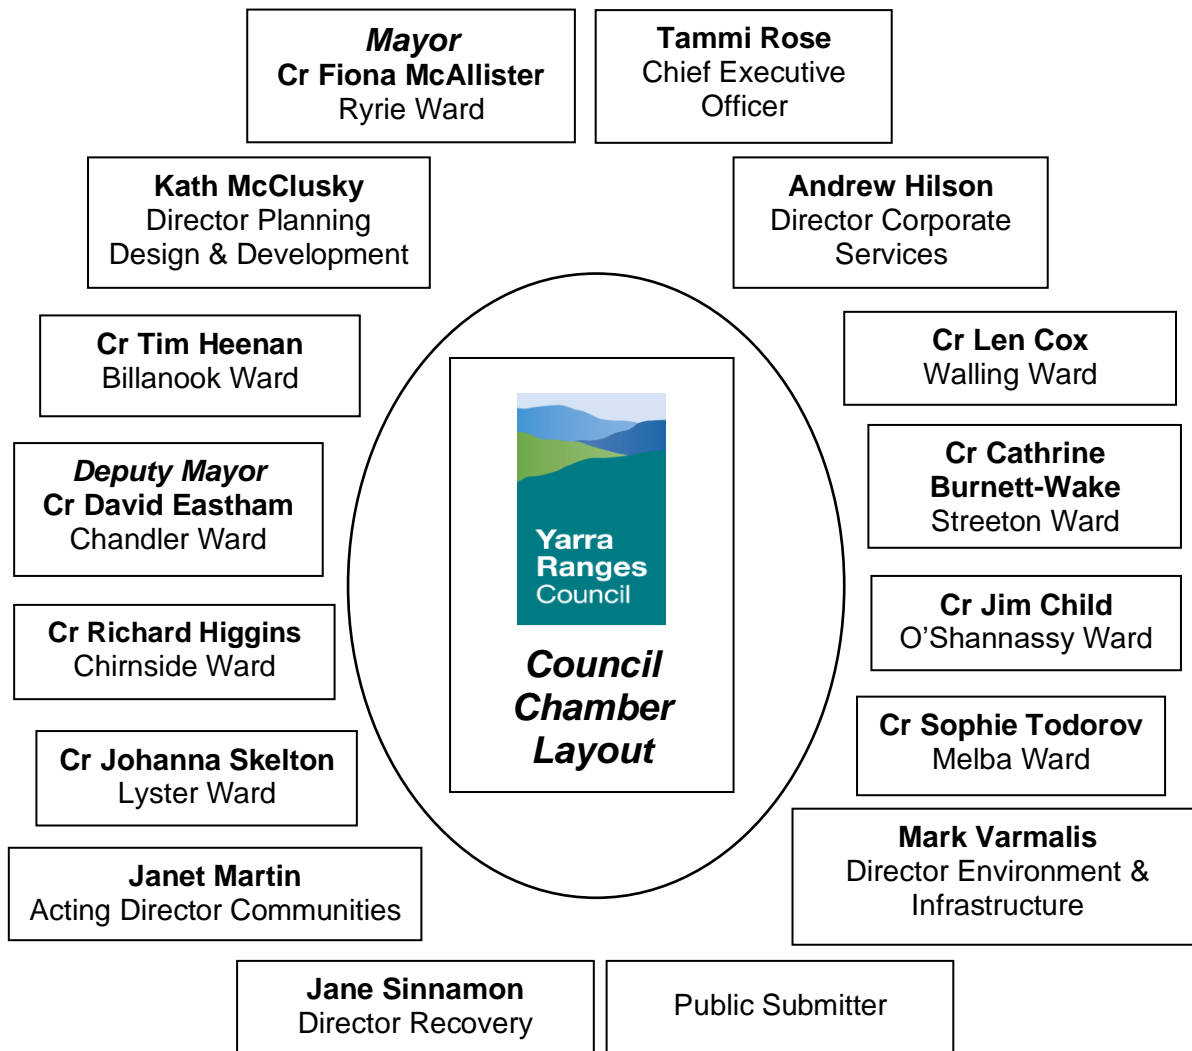 Mayor
Cr Fiona McAllister
Ryrie Ward
Tammi Rose
Chief Executive
Officer
Kath McClusky
Director Planning
Design & Development
Andrew Hilson
Director Corporate
Services
Cr Tim Heenan
Billanook Ward
Cr Len Cox
Walling Ward
Deputy Mayor
Cr David Eastham
Chandler Ward
Cr Cathrine
Burnett-Wake
Streeton Ward
Yarra
Ranges
Council
Council
Chamber
Layout
Cr Richard Higgins
Chirnside Ward
Cr Jim Child
O’Shannassy Ward
Cr Johanna Skelton
Lyster Ward
Cr Sophie Todorov
Melba Ward
Janet Martin
Acting Director Communities
Mark Varmalis
Director Environment &
Infrastructure
Jane Sinnamon
Director Recovery
Public Submitter